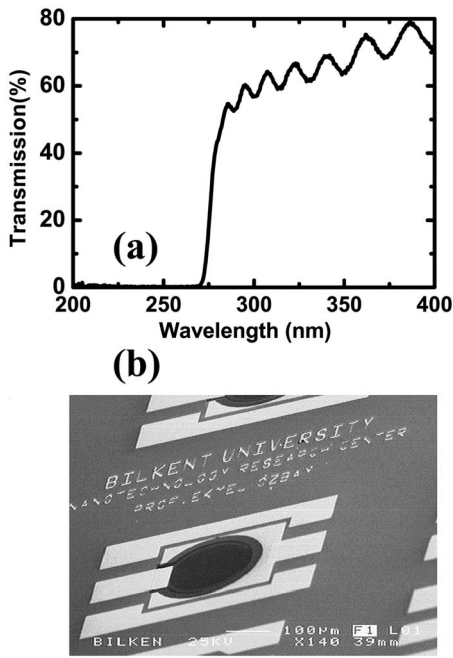 80
60
40
20
0
Transmission(%)
(a)
200 250 300 350 400
Wavelength (nm)
(b)
BILKENT UNIVERSITY
NANOTECHNOLOGY RESEARCH CENTER
PROF. EKMEL ÖZBAY
100µm F1 L01
BILKEN 25KV X140 39mm